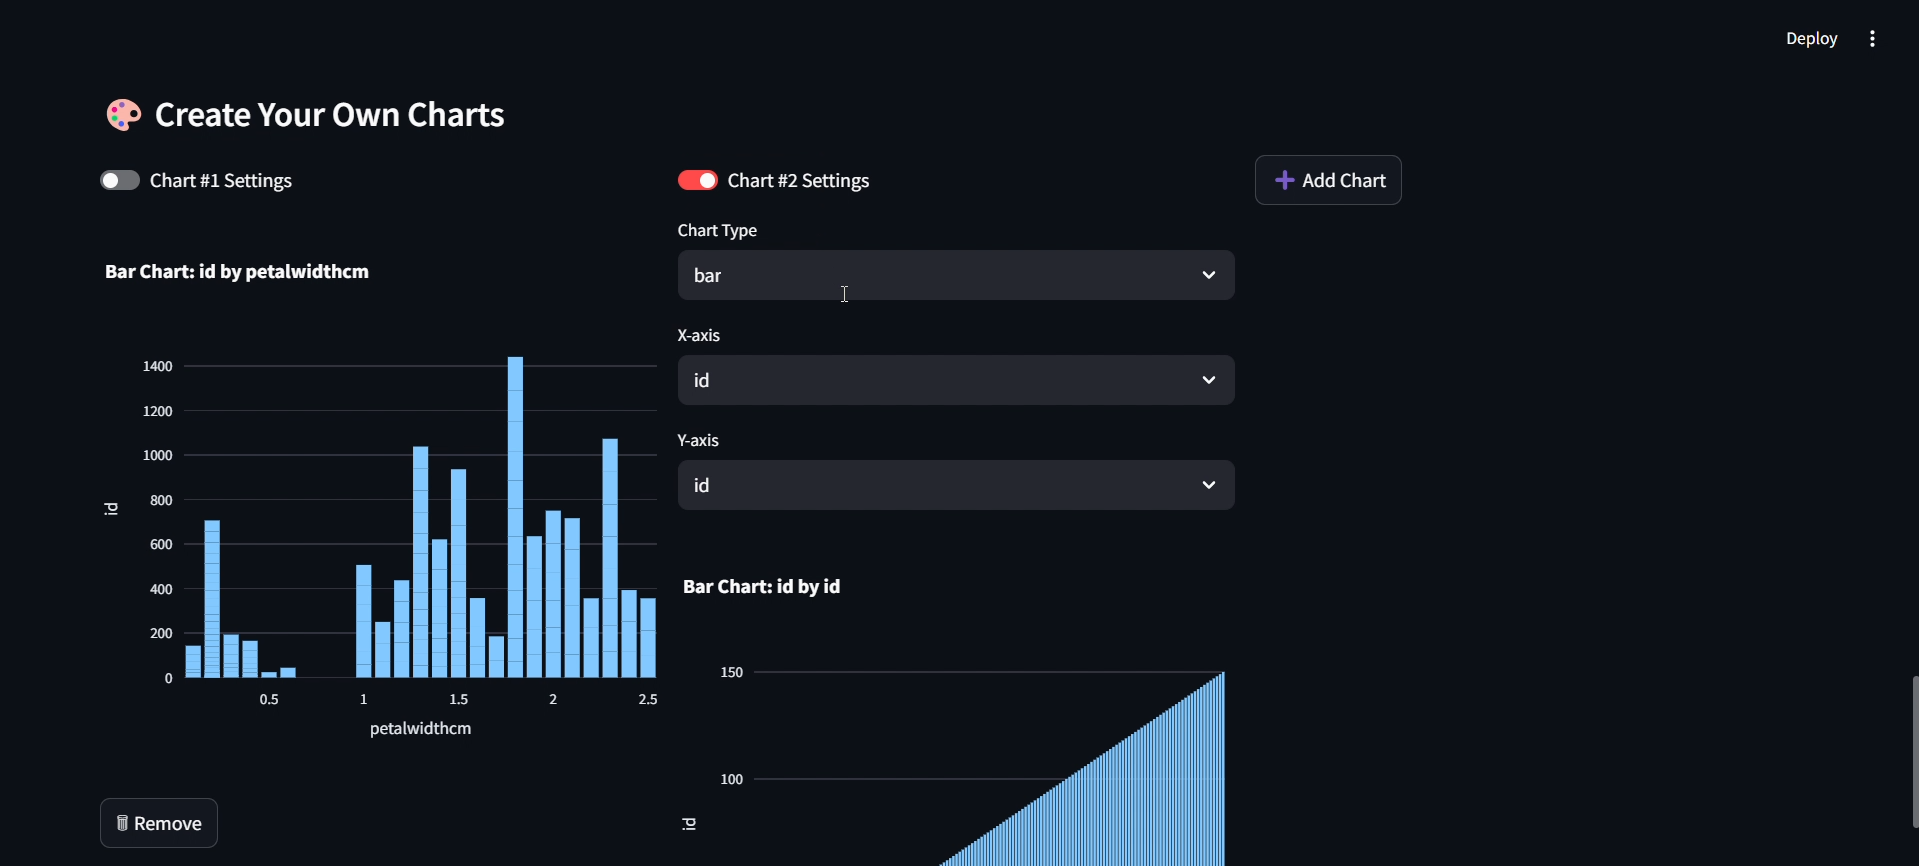 Deploy
Create Your Own Charts
Chart #1 Settings
Bar Chart: id by petalwidthcm
1400
1200
1000
800
600
400
200
0
id
0.5
1
1.5
2
2.5
petalwidthcm
Remove
Chart #2 Settings
Chart Type
bar
X-axis
id
Y-axis
id
Bar Chart: id by id
150
100
id
Add Chart